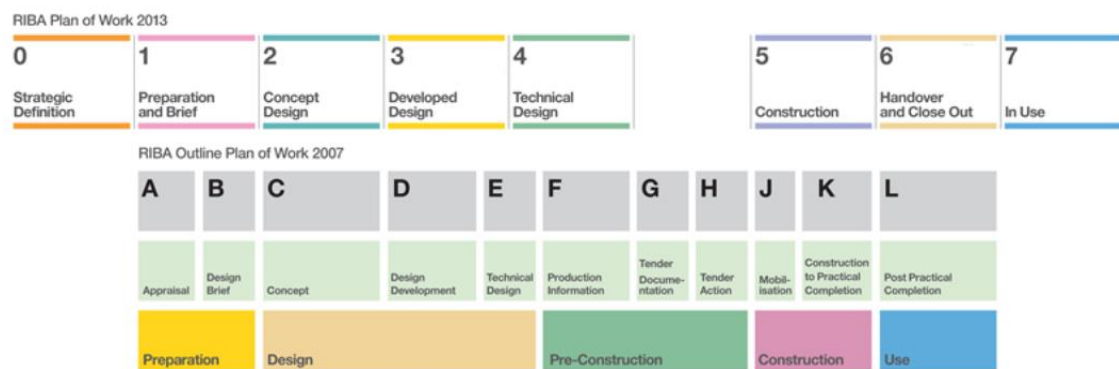 RIBA Plan of Work 2013
0 1 2 3 4 5 6 7
Strategic Definition
Preparation and Brief
Concept Design
Developed Design
Technical Design
Construction
Handover and Close Out
In Use
RIBA Outline Plan of Work 2007
A B C D E F G H J K L
Appraisal
Design Brief
Concept
Design Development
Technical Design
Production Information
Tender Docume-ntation
Tender Action
Mobil-isation
Construction to Practical Completion
Post Practical Completion
Preparation Design Pre-Construction Construction Use